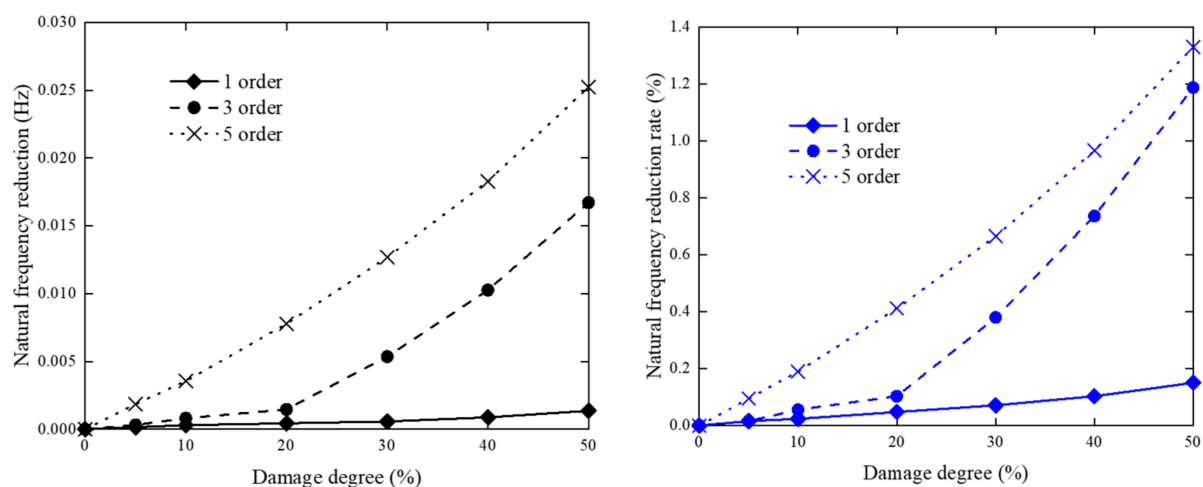 Natural frequency reduction (Hz)
0.030
0.025
0.020
0.015
0.010
0.005
0.000
1 order
3 order
5 order
0
10
20
30
40
50
Damage degree (%)
Natural frequency reduction rate (%)
1.4
1.2
1.0
0.8
0.6
0.4
0.2
0.0
1 order
3 order
5 order
0
10
20
30
40
50
Damage degree (%)